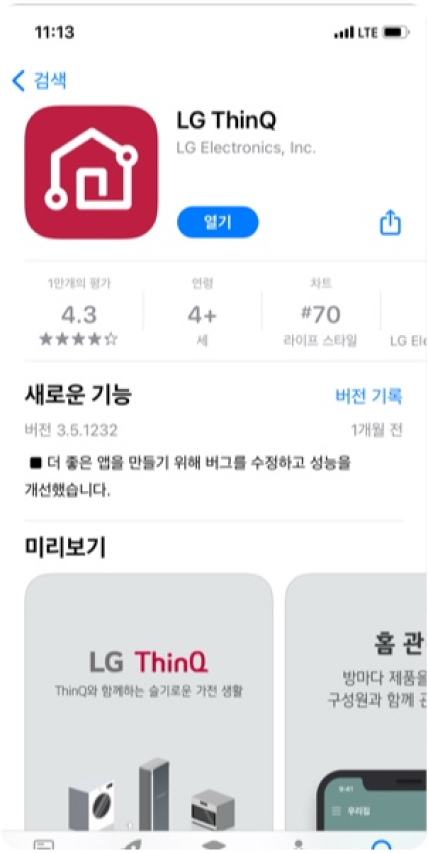 11:13
LTE
검색
LG ThinQ
LG Electronics, Inc.
열기
1만개의 평가
연령
차트
4.3
4+
#70
★★★★☆
세
라이프 스타일
LG Ele
새로운 기능
버전 기록
버전 3.5.1232
1개월 전
■ 더 좋은 앱을 만들기 위해 버그를 수정하고 성능을
개선했습니다.
미리보기
LG ThinQ
ThinQ와 함께하는 슬기로운 가전 생활
홈 관
방마다 제품을
구성원과 함께 관
9:41
우리집